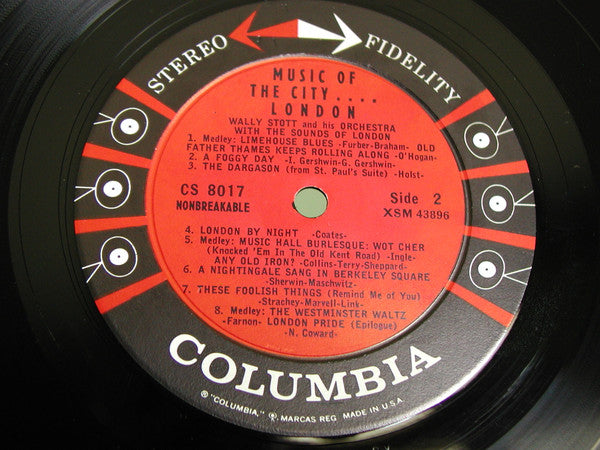 STEREO FIDELITY
MUSIC OF
THE CITY....
LONDON
WALLY STOTT and his ORCHESTRA
WITH THE SOUNDS OF LONDON
1. Medley: LIMEHOUSE BLUES -Furber-Braham- OLD
FATHER THAMES KEEPS ROLLING ALONG -O'Hogan-
2. A FOGGY DAY -I. Gershwin-G. Gershwin-
3. THE DARGASON (from St. Paul's Suite) -Holst-
CS 8017 Side 2
NONBREAKABLE XSM 43896
4. LONDON BY NIGHT -Coates-
5. Medley: MUSIC HALL BURLESQUE: WOT CHER
(Knocked 'Em In The Old Kent Road) -Ingle-
ANY OLD IRON? -Collins-Terry-Sheppard-
6. A NIGHTINGALE SANG IN BERKELEY SQUARE
-Sherwin-Maschwitz-
7. THESE FOOLISH THINGS (Remind Me of You)
-Strachey-Marvell-Link-
8. Medley: THE WESTMINSTER WALTZ
-Farnon- LONDON PRIDE (Epilogue)
-N. Coward-
COLUMBIA
® "COLUMBIA," ®, MARCAS REG. MADE IN U.S.A.